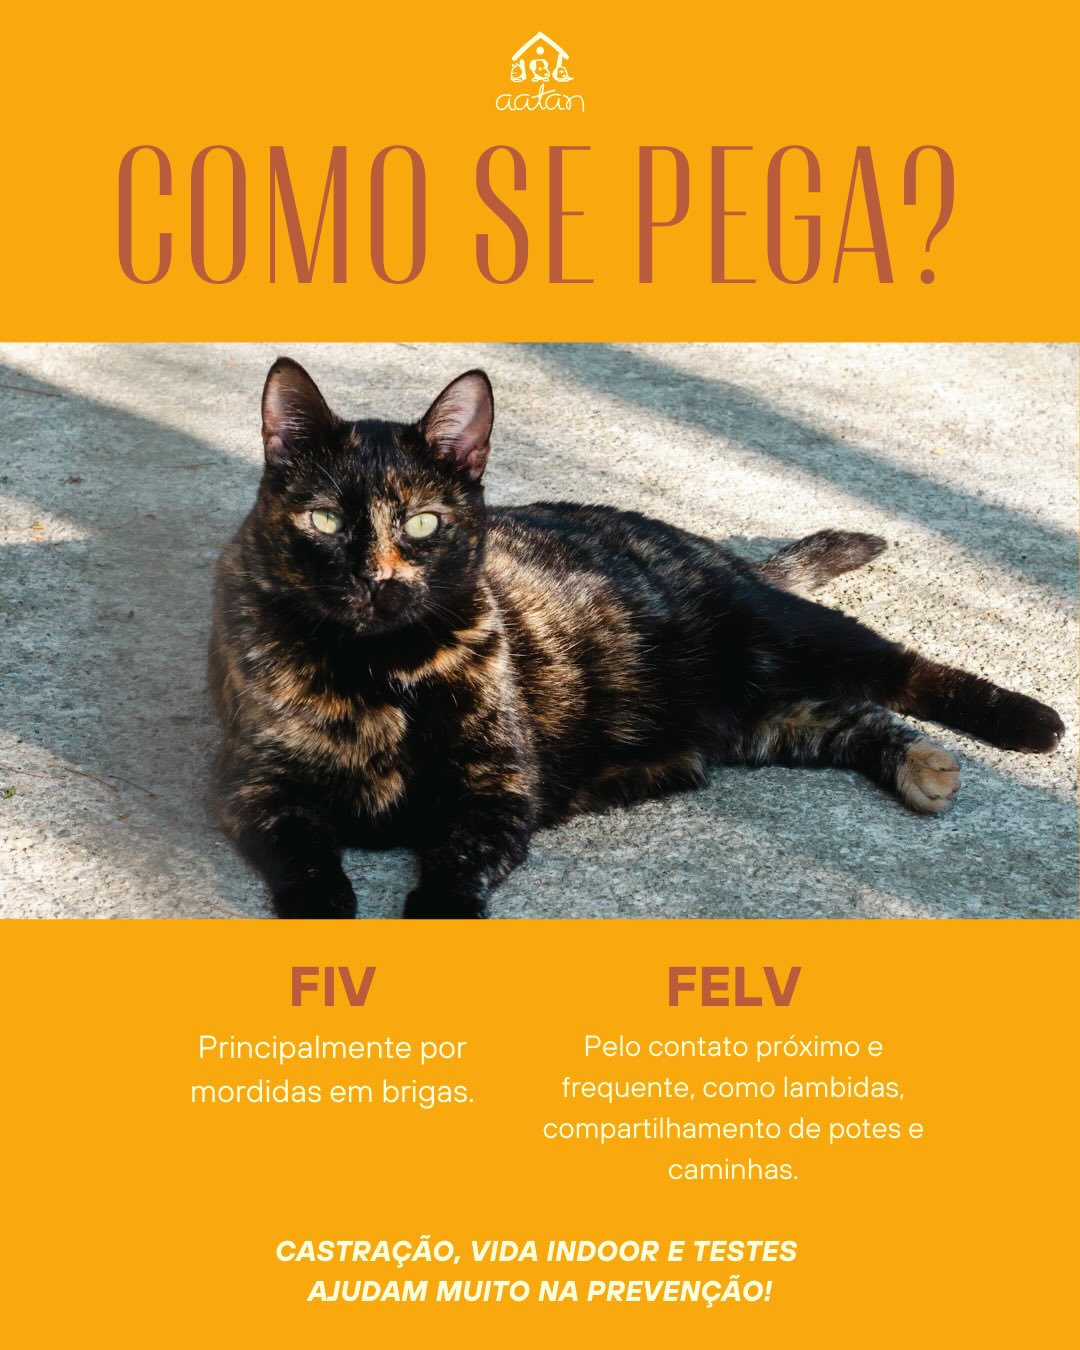 aatan
COMO SE PEGA?
FIV
Principalmente por
mordidas em brigas.
FELV
Pelo contato próximo e
frequente, como lambidas,
compartilhamento de potes e
caminhas.
CASTRAÇÃO, VIDA INDOOR E TESTES
AJUDAM MUITO NA PREVENÇÃO!